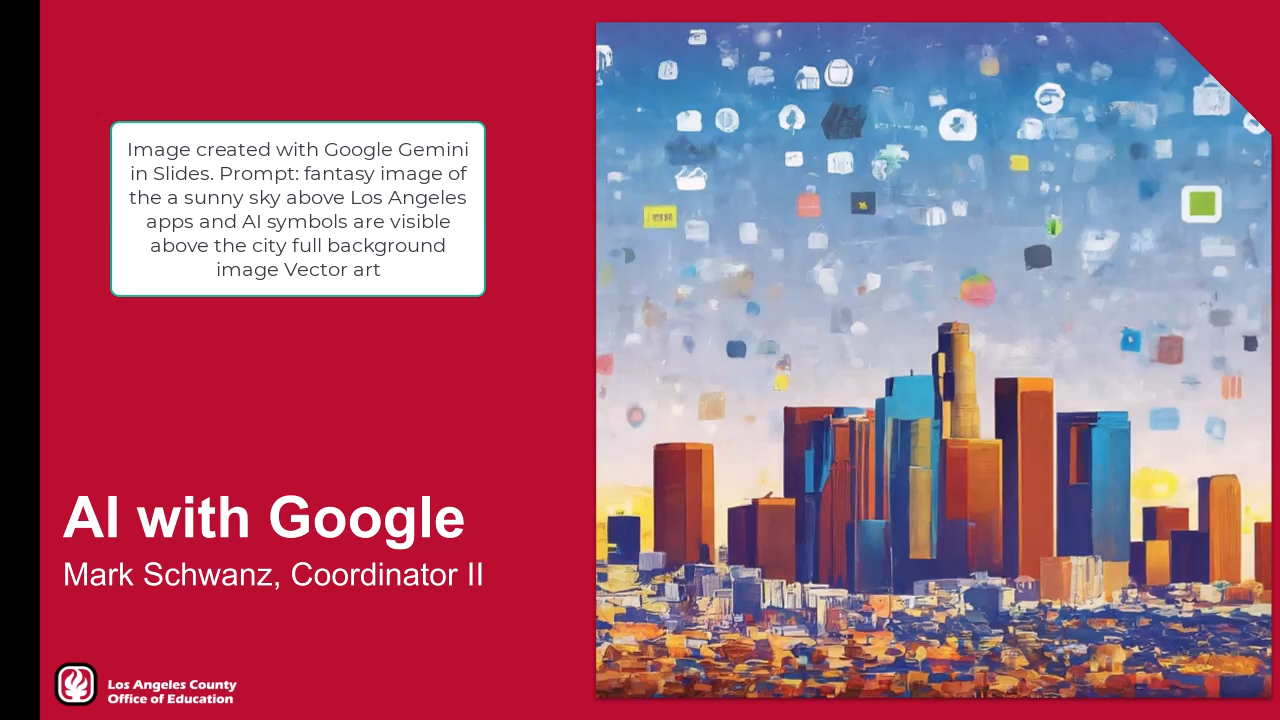 Image created with Google Gemini
in Slides. Prompt: fantasy image of
the a sunny sky above Los Angeles
apps and AI symbols are visible
above the city full background
image Vector art
AI with Google
Mark Schwanz, Coordinator II
Los Angeles County
Office of Education